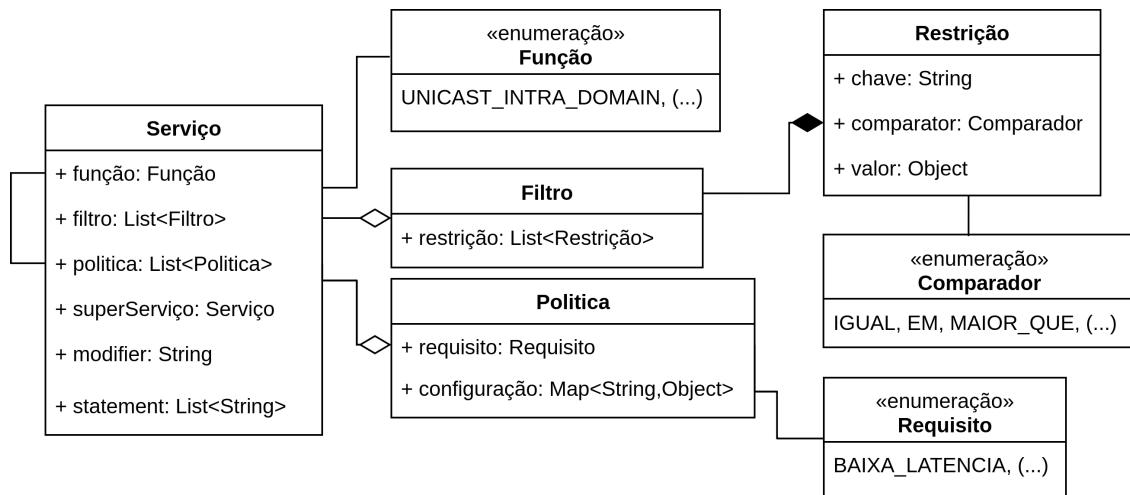 Serviço
+ função: Função
+ filtro: List<Filtro>
+ politica: List<Politica>
+ superServiço: Serviço
+ modifier: String
+ statement: List<String>
«enumeração»
Função
UNICAST_INTRA_DOMAIN, (...)
Filtro
+ restrição: List<Restrição>
Politica
+ requisito: Requisito
+ configuração: Map<String,Object>
Restrição
+ chave: String
+ comparator: Comparador
+ valor: Object
«enumeração»
Comparador
IGUAL, EM, MAIOR_QUE, (...)
«enumeração»
Requisito
BAIXA_LATENCIA, (...)